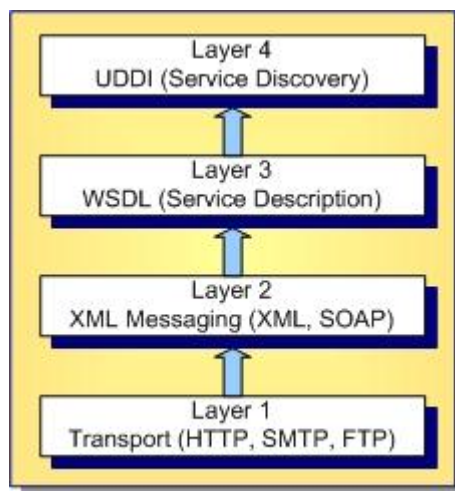 Layer 4
UDDI (Service Discovery)
Layer 3
WSDL (Service Description)
Layer 2
XML Messaging (XML, SOAP)
Layer 1
Transport (HTTP, SMTP, FTP)